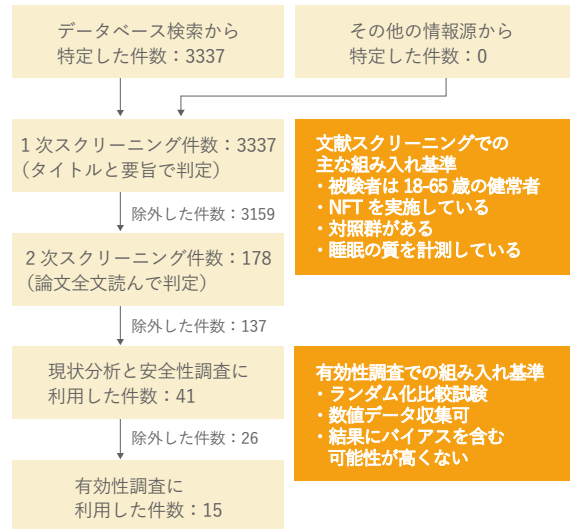 データベース検索から
特定した件数：3337
その他の情報源から
特定した件数：0
1次スクリーニング件数：3337
（タイトルと要旨で判定）
文献スクリーニングでの
主な組み入れ基準
・被験者は18-65歳の健常者
・NFTを実施している
・対照群がある
・睡眠の質を計測している
除外した件数：3159
2次スクリーニング件数：178
（論文全文読んで判定）
除外した件数：137
現状分析と安全性調査に
利用した件数：41
有効性調査での組み入れ基準
・ランダム化比較試験
・数値データ収集可
・結果にバイアスを含む
可能性が高くない
除外した件数：26
有効性調査に
利用した件数：15